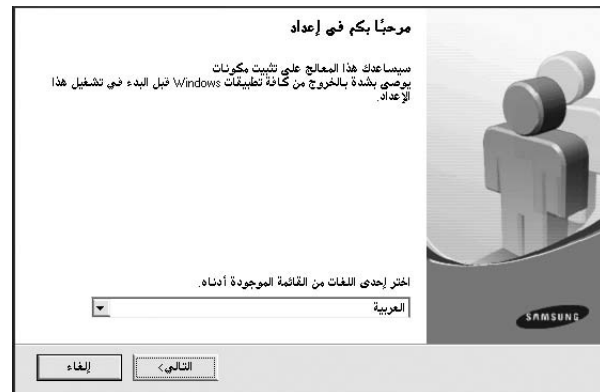 مرحبًا بكم في إعداد
سيساعدك هذا المعالج على تثبيت مكونات
يوصى بشدة بالخروج من كافة تطبيقات Windows قبل البدء في تشغيل هذا
الإعداد.
اختر إحدى اللغات من القائمة الموجودة أدناه.
العربية
SAMSUNG
التالي>
إلغاء